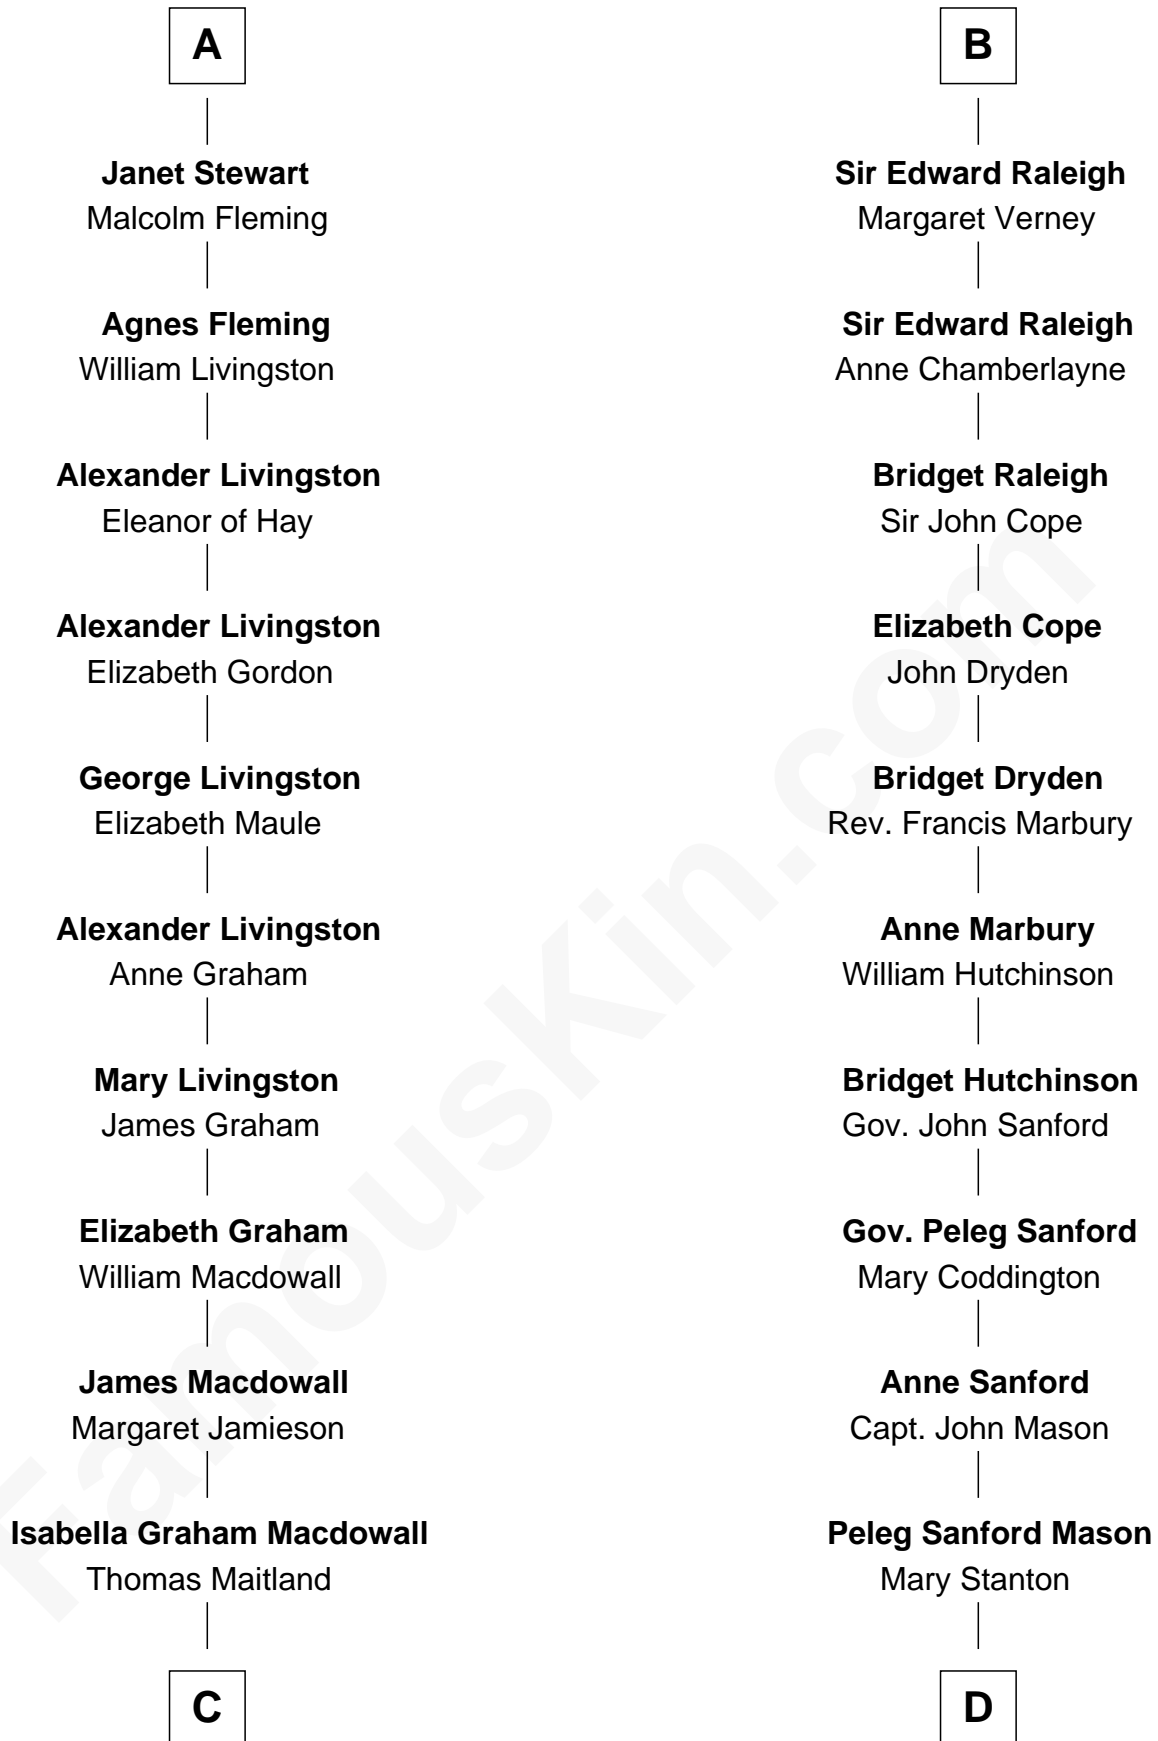 A
Janet Stewart
Malcolm Fleming
Agnes Fleming
William Livingston
Alexander Livingston
Eleanor of Hay
Alexander Livingston
Elizabeth Gordon
George Livingston
Elizabeth Maule
Alexander Livingston
Anne Graham
Mary Livingston
James Graham
Elizabeth Graham
William Macdowall
James Macdowall
Margaret Jamieson
Isabella Graham Macdowall
Thomas Maitland
C
B
Sir Edward Raleigh
Margaret Verney
Sir Edward Raleigh
Anne Chamberlayne
Bridget Raleigh
Sir John Cope
Elizabeth Cope
John Dryden
Bridget Dryden
Rev. Francis Marbury
Anne Marbury
William Hutchinson
Bridget Hutchinson
Gov. John Sanford
Gov. Peleg Sanford
Mary Coddington
Anne Sanford
Capt. John Mason
Peleg Sanford Mason
Mary Stanton
D
FamousKin.com